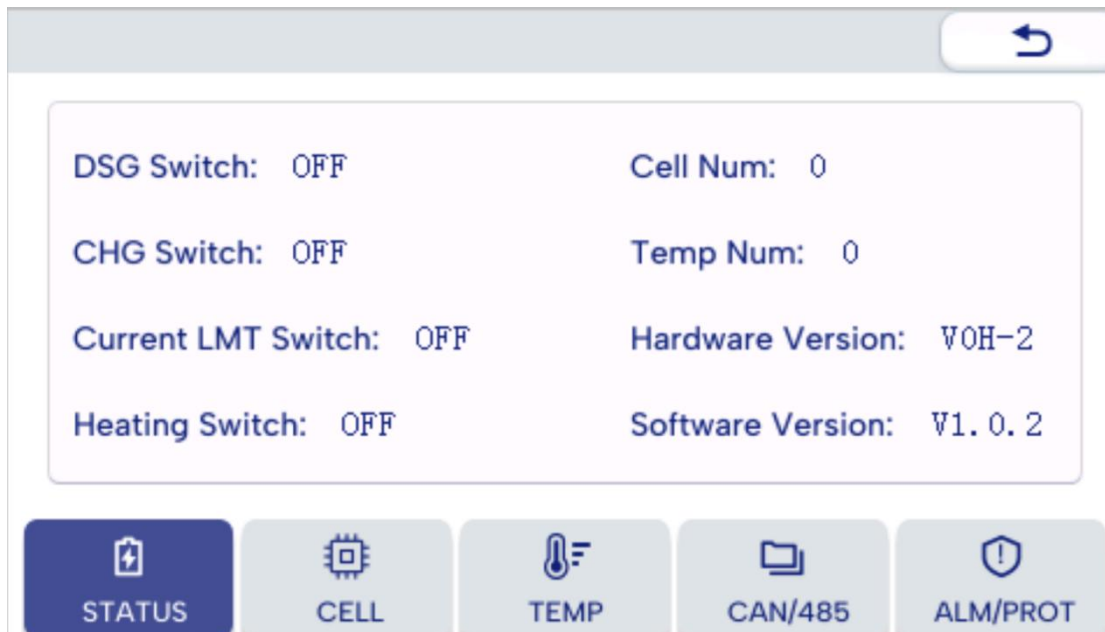 DSG Switch: OFF
Cell Num: 0
CHG Switch: OFF
Temp Num: 0
Current LMT Switch: OFF
Hardware Version: V0H-2
Heating Switch: OFF
Software Version: V1.0.2
STATUS
CELL
TEMP
CAN/485
ALM/PROT